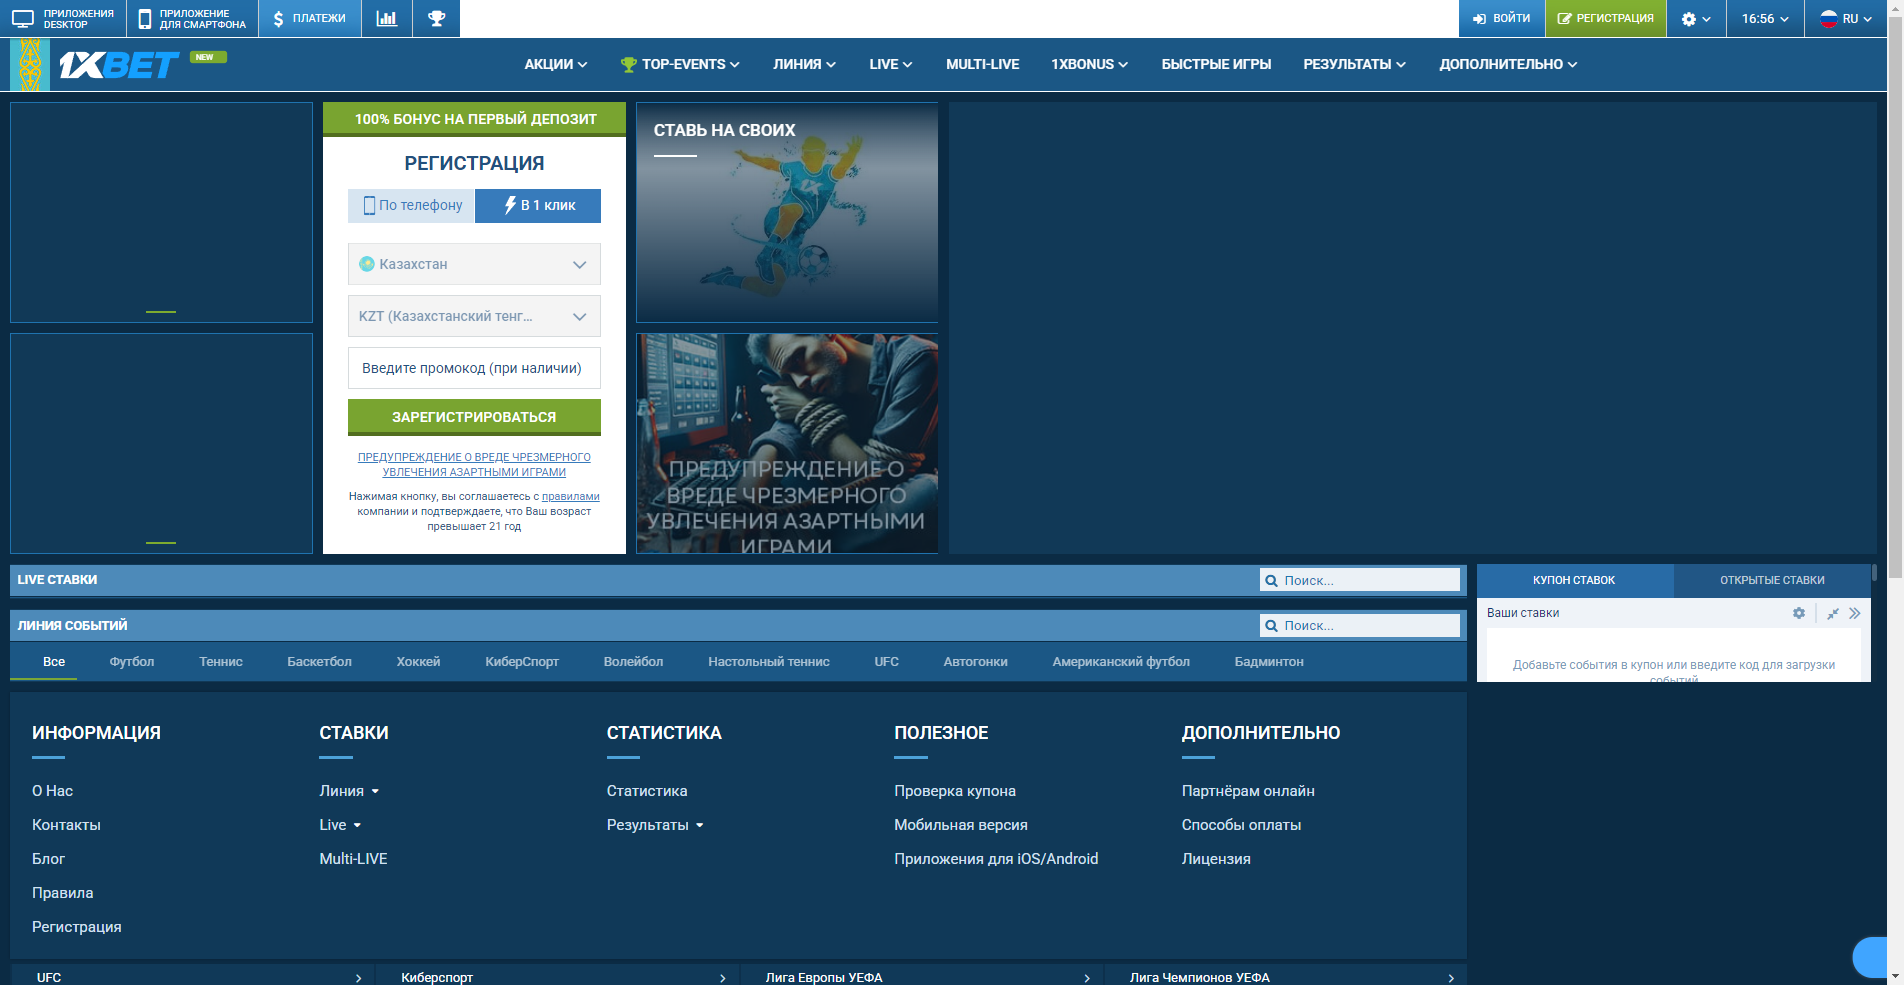 ПРИЛОЖЕНИЯ
DESKTOP
ПРИЛОЖЕНИЕ
ДЛЯ СМАРТФОНА
ПЛАТЕЖИ
ВОЙТИ
РЕГИСТРАЦИЯ
16:56
RU
1XBET
NEW
АКЦИИ
TOP-EVENTS
ЛИНИЯ
LIVE
MULTI-LIVE
1XBONUS
БЫСТРЫЕ ИГРЫ
РЕЗУЛЬТАТЫ
ДОПОЛНИТЕЛЬНО
100% БОНУС НА ПЕРВЫЙ ДЕПОЗИТ
РЕГИСТРАЦИЯ
По телефону
В 1 клик
Казахстан
KZT (Казахстанский тенг...
Введите промокод (при наличии)
ЗАРЕГИСТРИРОВАТЬСЯ
ПРЕДУПРЕЖДЕНИЕ О ВРЕДЕ ЧРЕЗМЕРНОГО
УВЛЕЧЕНИЯ АЗАРТНЫМИ ИГРАМИ
Нажимая кнопку, вы соглашаетесь с правилами
компании и подтверждаете, что Ваш возраст
превышает 21 год
СТАВЬ НА СВОИХ
1X
ПРЕДУПРЕЖДЕНИЕ О
ВРЕДЕ ЧРЕЗМЕРНОГО
УВЛЕЧЕНИЯ АЗАРТНЫМИ
ИГРАМИ
LIVE СТАВКИ
Поиск...
ЛИНИЯ СОБЫТИЙ
Поиск...
Все
Футбол
Теннис
Баскетбол
Хоккей
КиберСпорт
Волейбол
Настольный теннис
UFC
Автогонки
Американский футбол
Бадминтон
КУПОН СТАВОК
ОТКРЫТЫЕ СТАВКИ
Ваши ставки
Добавьте события в купон или введите код для загрузки
событий
ИНФОРМАЦИЯ
О Нас
Контакты
Блог
Правила
Регистрация
СТАВКИ
Линия
Live
Multi-LIVE
СТАТИСТИКА
Статистика
Результаты
ПОЛЕЗНОЕ
Проверка купона
Мобильная версия
Приложения для iOS/Android
ДОПОЛНИТЕЛЬНО
Партнёрам онлайн
Способы оплаты
Лицензия
UFC
Киберспорт
Лига Европы УЕФА
Лига Чемпионов УЕФА